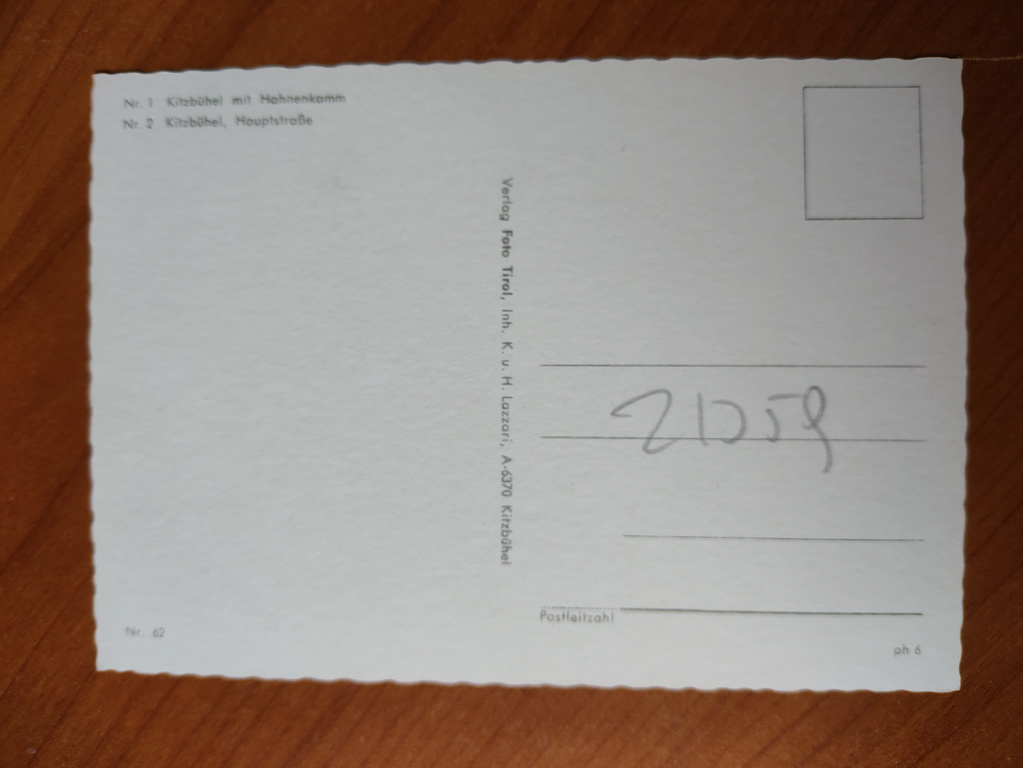 Nr. 1 Kitzbühel mit Hahnenkamm
Nr. 2 Kitzbühel, Hauptstraße
Verlag Foto Tirol, Inh. K. u. H. Lazzari, A-6370 Kitzbühel
21059
Postleitzahl
Nr. 62
ph 6